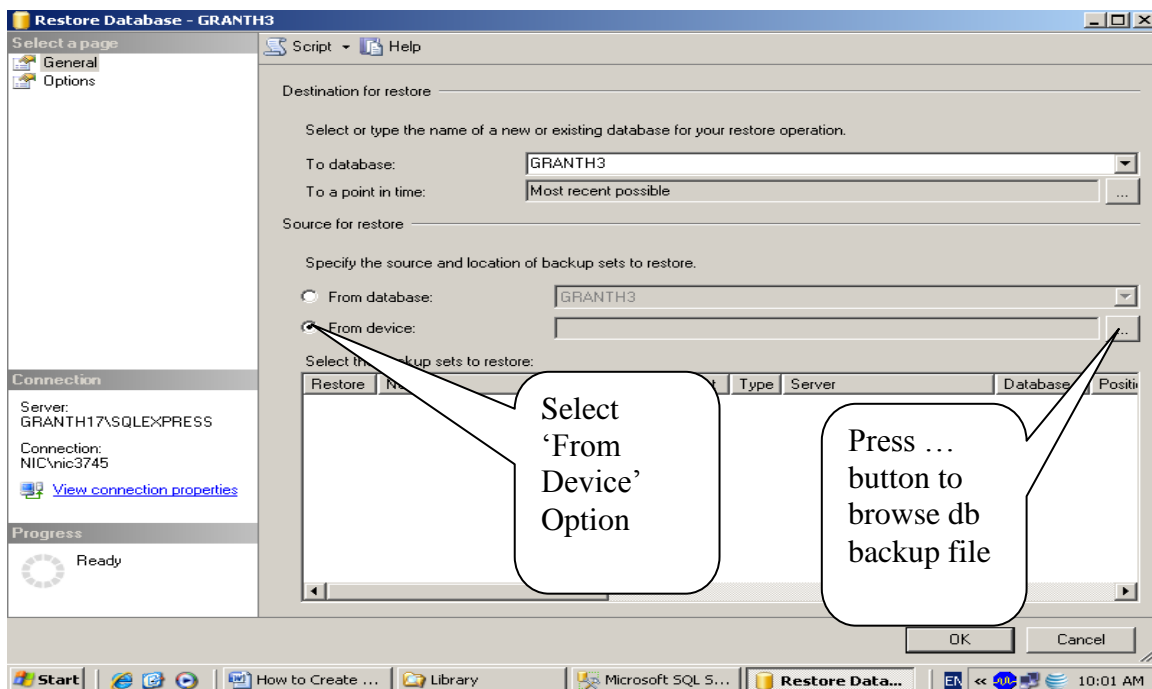 Restore Database - GRANTH3
Select a page
General
Options
Script
Help
Destination for restore
Select or type the name of a new or existing database for your restore operation.
To database:
GRANTH3
To a point in time:
Most recent possible
...
Source for restore
Specify the source and location of backup sets to restore.
From database:
GRANTH3
From device:
Select the backup sets to restore:
Restore
Type
Server
Database
Connection
Server:
GRANTH17\SQLEXPRESS
Connection:
NIC\nic3745
View connection properties
Progress
Ready
Select
‘From
Device’
Option
Press …
button to
browse db
backup file
OK
Cancel
Start
How to Create ...
Library
Microsoft SQL S...
Restore Data...
EN
«
10:01 AM